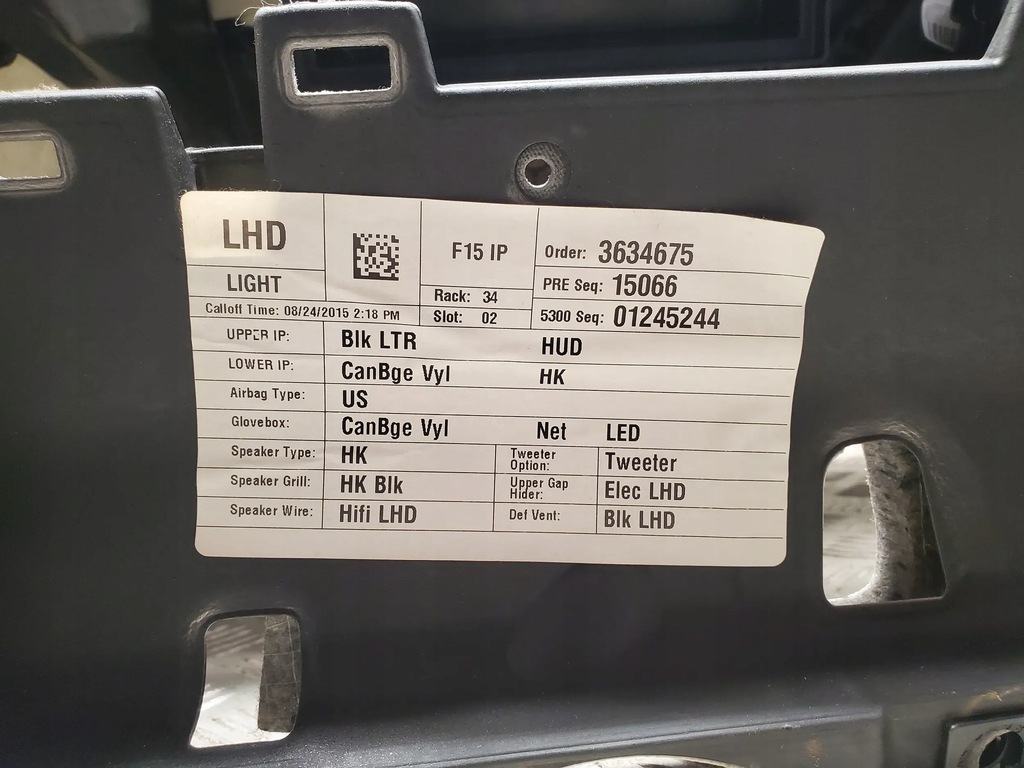 LHD
LIGHT
F15 IP
Order: 3634675
PRE Seq: 15066
Rack: 34
Calloff Time: 08/24/2015 2:18 PM
Slot: 02
5300 Seq: 01245244
UPPER IP: Blk LTR HUD
LOWER IP: CanBge Vyl HK
Airbag Type: US
Glovebox: CanBge Vyl Net LED
Speaker Type: HK Tweeter Option: Tweeter
Speaker Grill: HK Blk Upper Gap Hider: Elec LHD
Speaker Wire: Hifi LHD Def Vent: Blk LHD